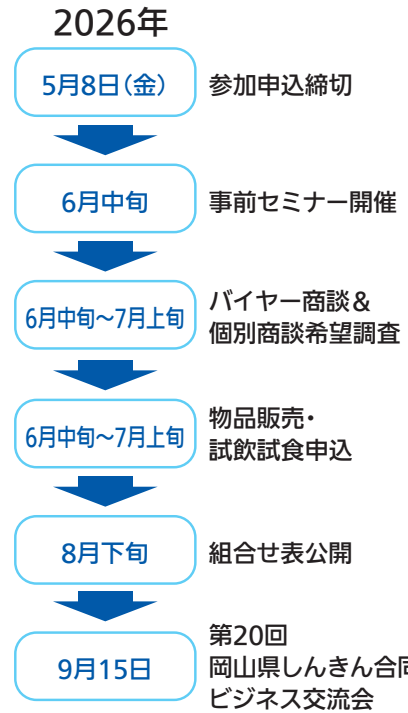 2026年
5月8日(金) 参加申込締切
6月中旬 事前セミナー開催
6月中旬〜7月上旬 バイヤー商談&
個別商談希望調査
6月中旬〜7月上旬 物品販売・
試飲試食申込
8月下旬 組合せ表公開
9月15日 第20回
岡山県しんきん合同
ビジネス交流会